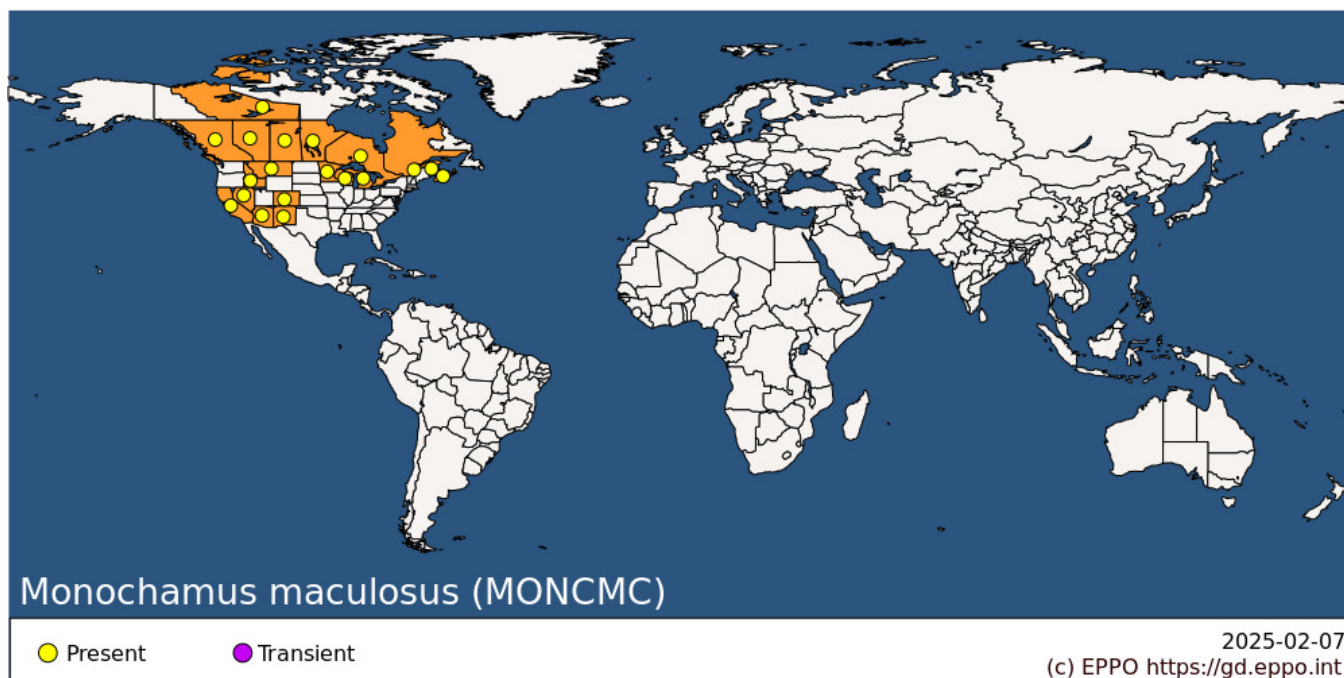 Monochamus maculosus (MONCMC)
Present
Transient
2025-02-07
(c) EPPO https://gd.eppo.int